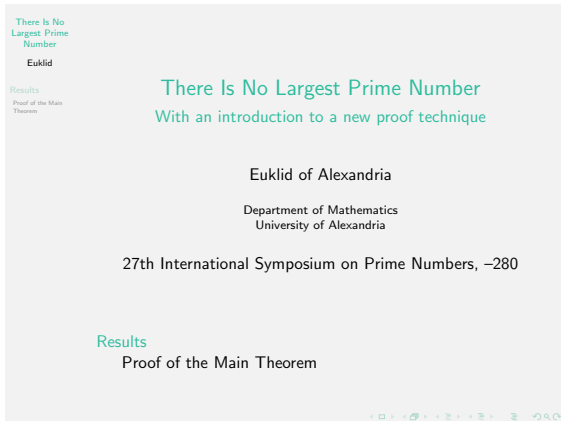 There Is No
Largest Prime
Number
Euklid
Results
Proof of the Main
Theorem
There Is No Largest Prime Number
With an introduction to a new proof technique
Euklid of Alexandria
Department of Mathematics
University of Alexandria
27th International Symposium on Prime Numbers, –280
Results
Proof of the Main Theorem